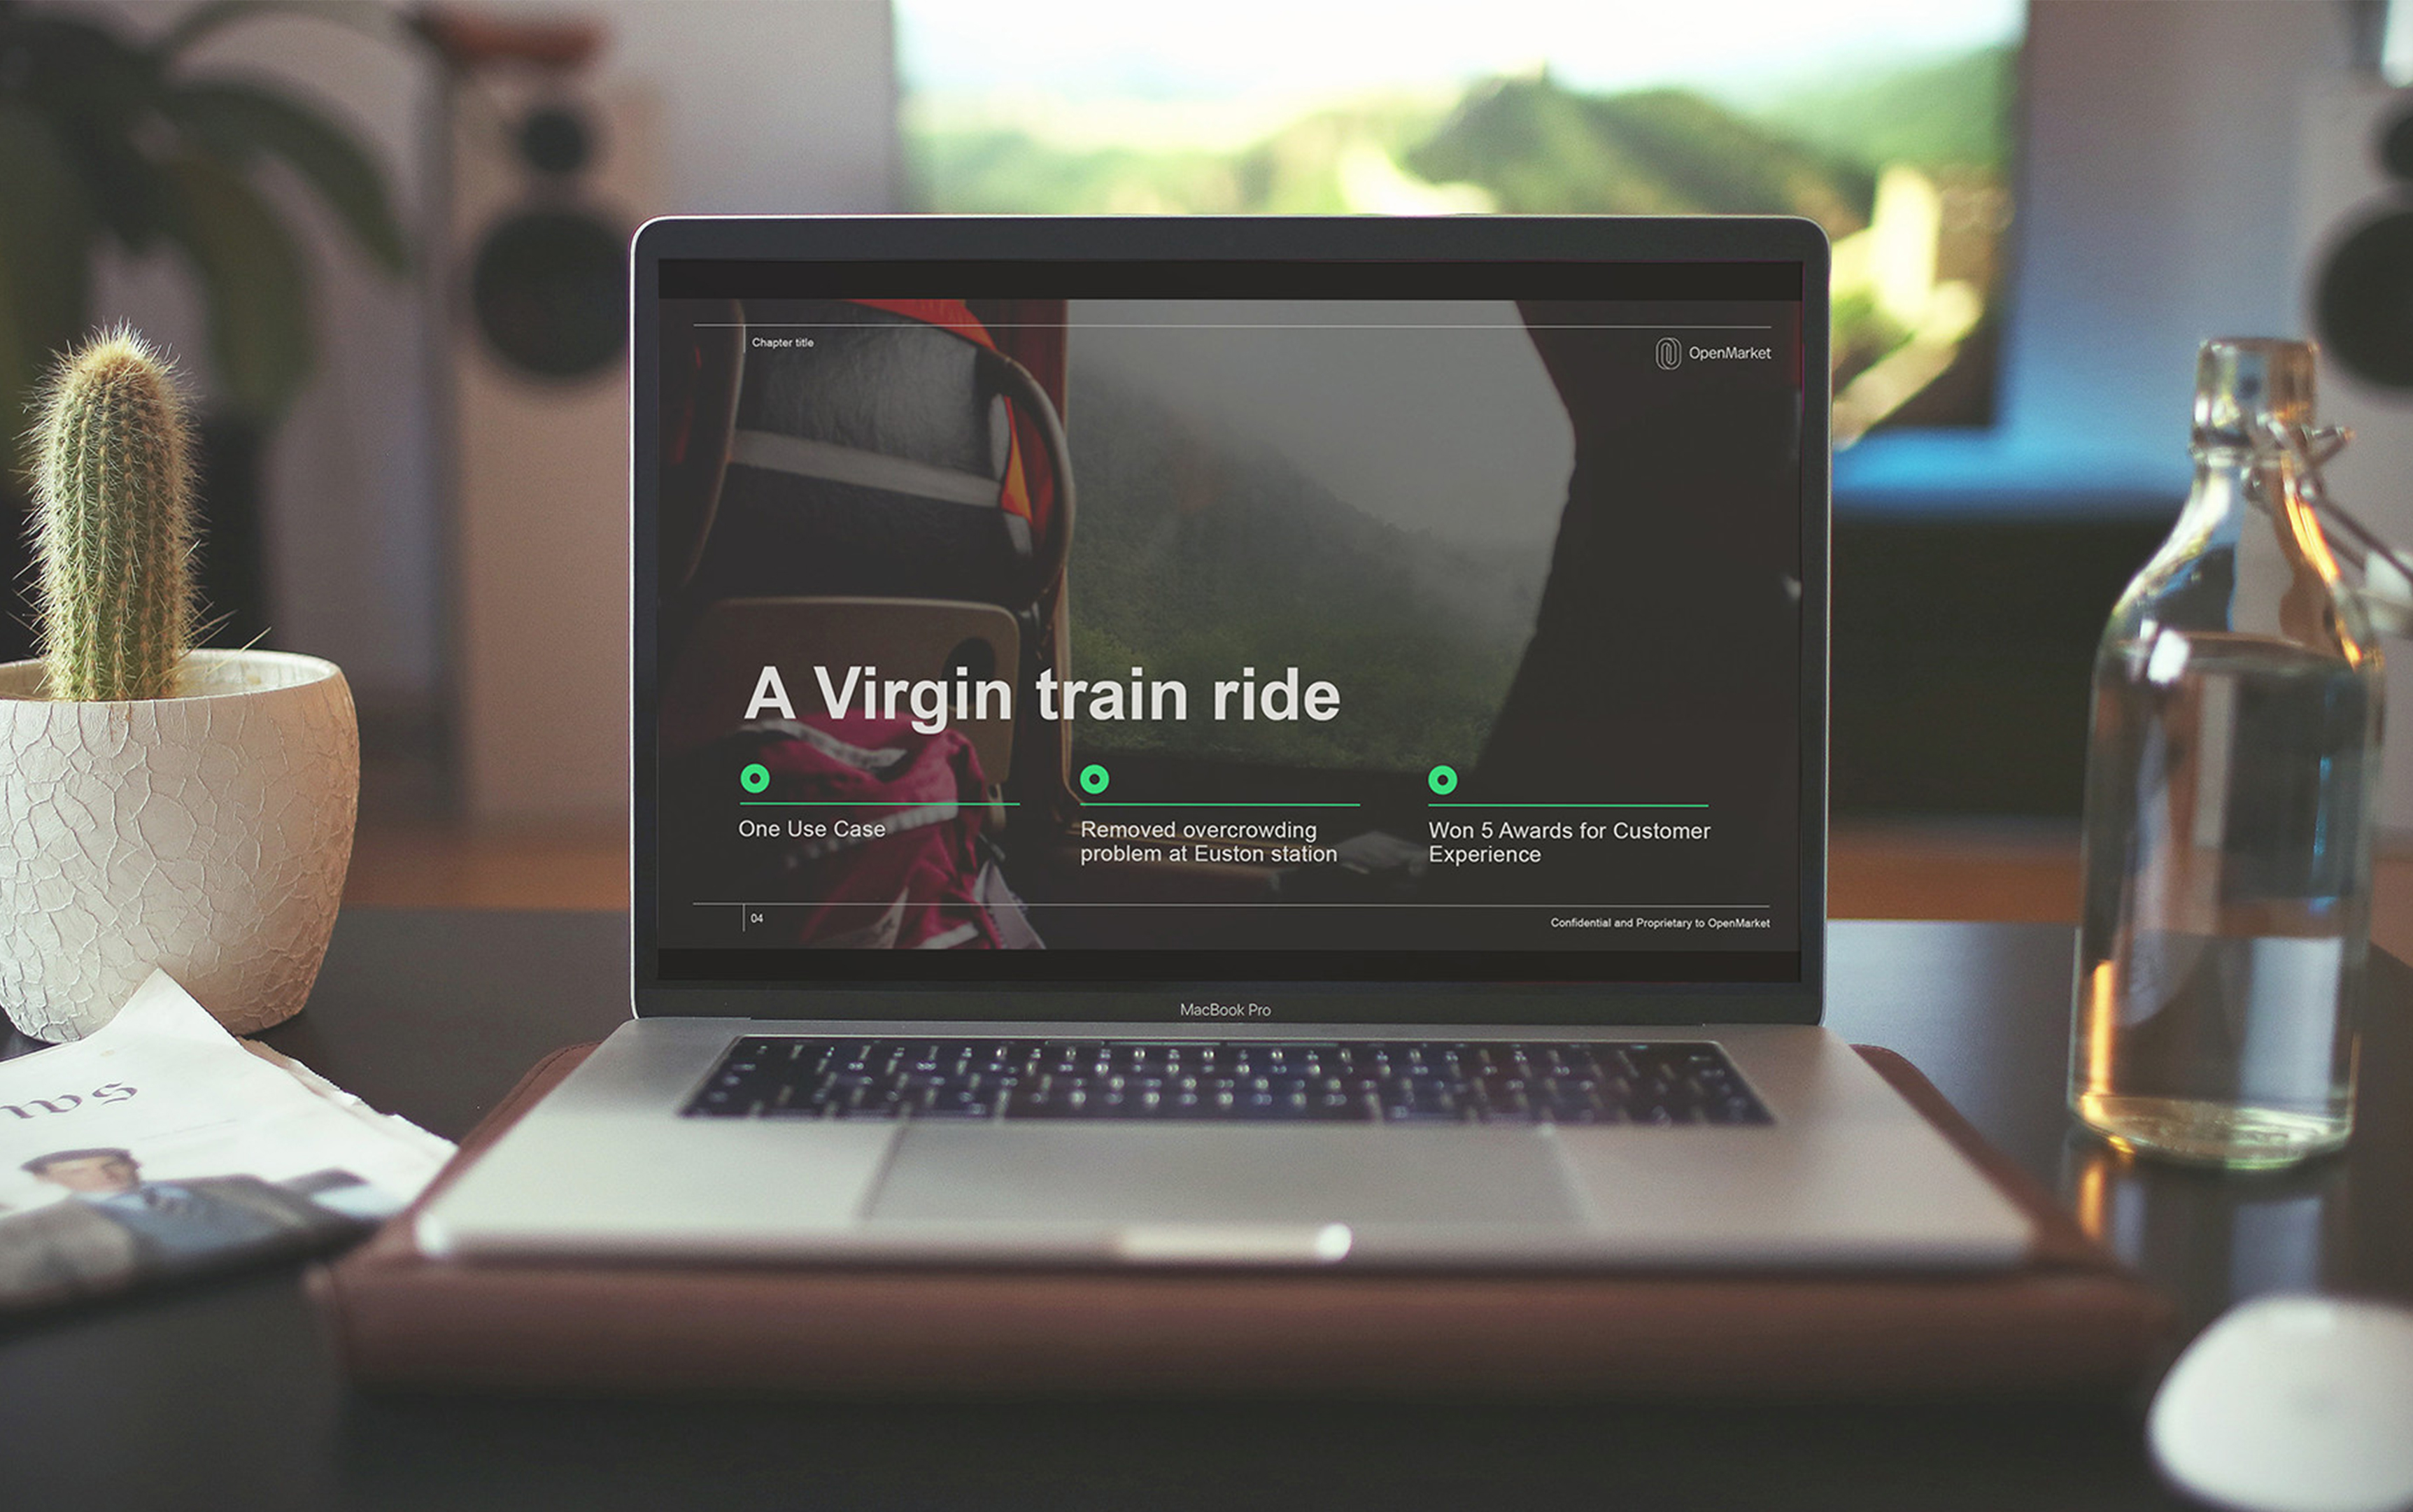 Chapter title
OpenMarket
A Virgin train ride
One Use Case
Removed overcrowding
problem at Euston station
Won 5 Awards for Customer
Experience
04
Confidential and Proprietary to OpenMarket
MacBook Pro
ws